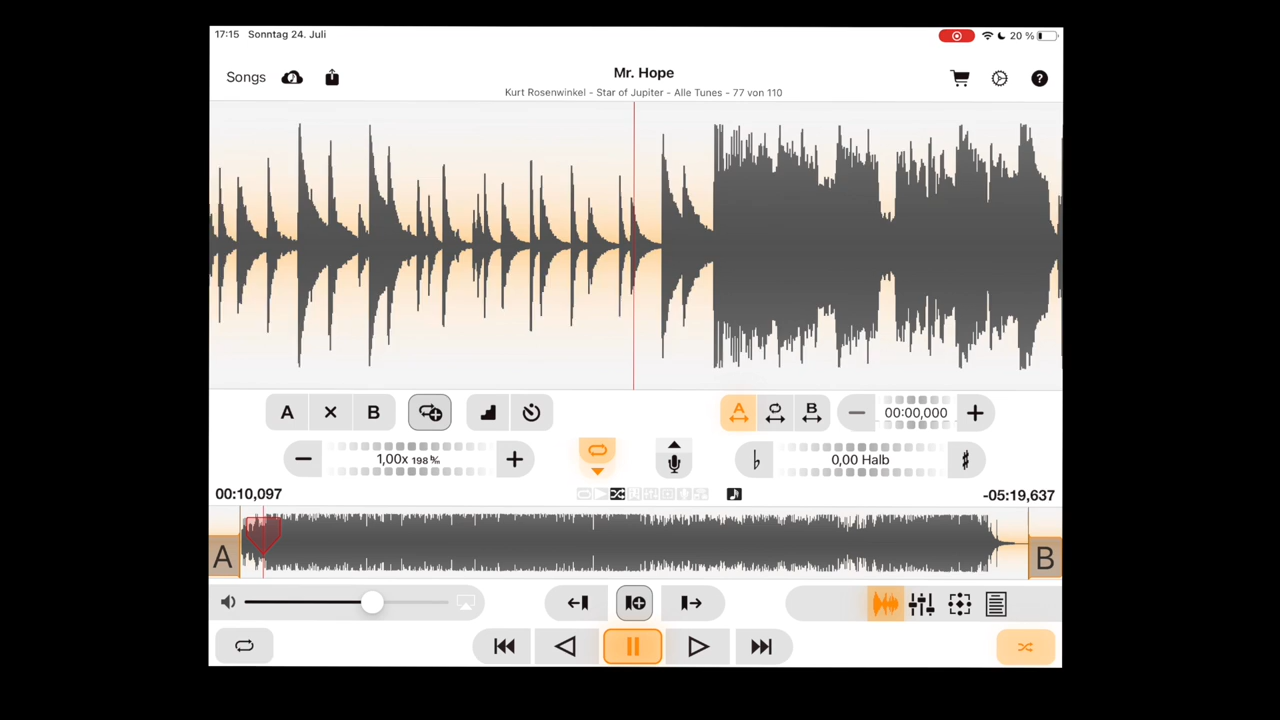 17:15 Sonntag 24. Juli
20 %
Songs
Mr. Hope
Kurt Rosenwinkel - Star of Jupiter - Alle Tunes - 77 von 110
?
A
B
A
B
00:00,000
1,00x 198
0,00 Halb
00:10,097
-05:19,637
A
B